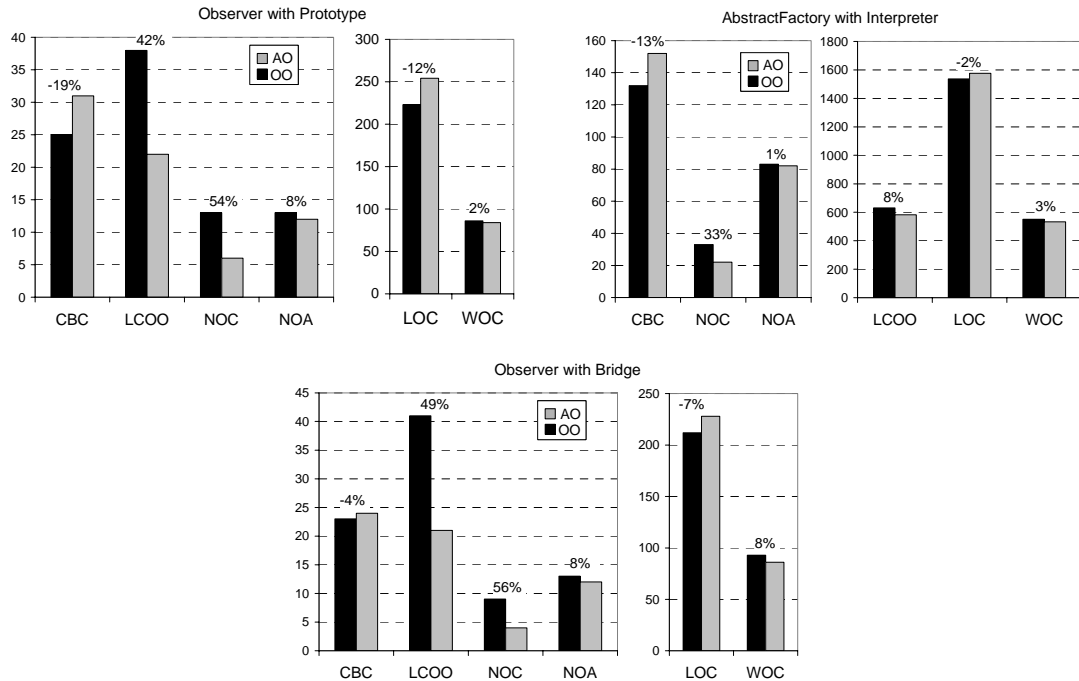 Observer with Prototype
40
35
30
25
20
15
10
5
0
-19%
42%
54%
8%
AO
OO
CBC
LCOO
NOC
NOA
300
250
200
150
100
50
0
-12%
2%
LOC
WOC
AbstractFactory with Interpreter
160
140
120
100
80
60
40
20
0
-13%
33%
1%
AO
OO
CBC
NOC
NOA
1800
1600
1400
1200
1000
800
600
400
200
0
8%
-2%
3%
LCOO
LOC
WOC
Observer with Bridge
45
40
35
30
25
20
15
10
5
0
-4%
49%
56%
8%
AO
OO
CBC
LCOO
NOC
NOA
250
200
150
100
50
0
-7%
8%
LOC
WOC